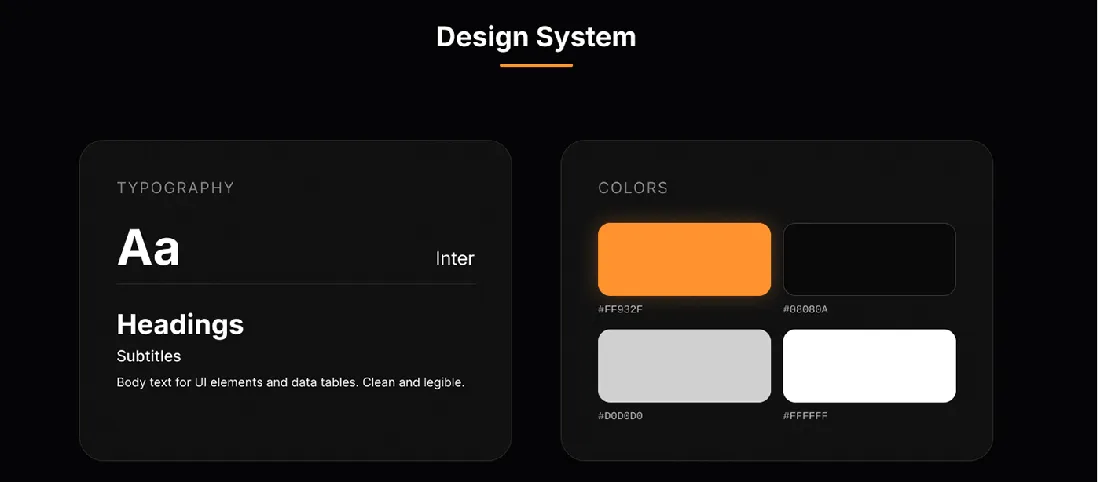 Design System
TYPOGRAPHY
Aa
Inter
Headings
Subtitles
Body text for UI elements and data tables. Clean and legible.
COLORS
#FF932F
#0A0A0A
#D0D0D0
#FFFFFF